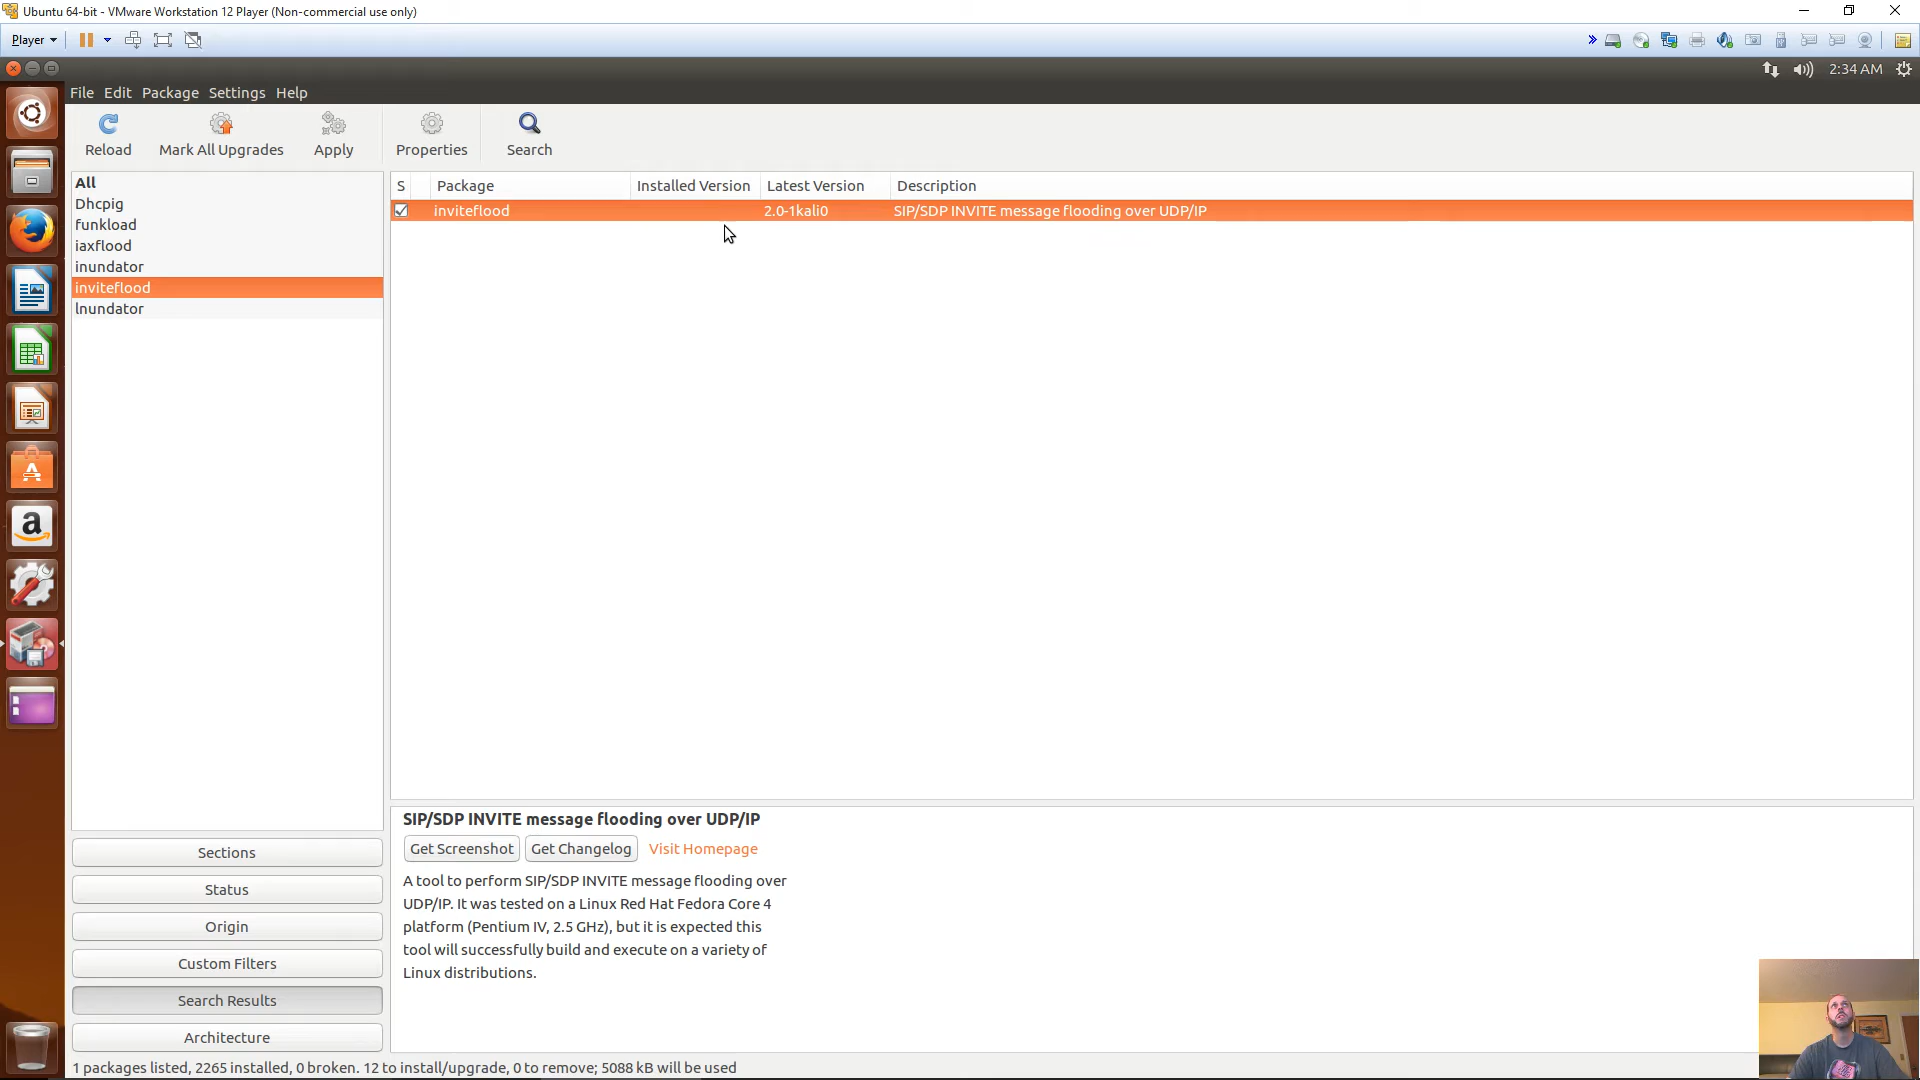 Ubuntu 64-bit - VMware Workstation 12 Player (Non-commercial use only)
Player
2:34 AM
File Edit Package Settings Help
Reload Mark All Upgrades Apply Properties Search
S Package Installed Version Latest Version Description
inviteflood 2.0-1kali0 SIP/SDP INVITE message flooding over UDP/IP
All
Dhcpig
funkload
iaxflood
inundator
inviteflood
lnundator
Sections
Status
Origin
Custom Filters
Search Results
Architecture
SIP/SDP INVITE message flooding over UDP/IP
Get Screenshot Get Changelog Visit Homepage
A tool to perform SIP/SDP INVITE message flooding over
UDP/IP. It was tested on a Linux Red Hat Fedora Core 4
platform (Pentium IV, 2.5 GHz), but it is expected this
tool will successfully build and execute on a variety of
Linux distributions.
1 packages listed, 2265 installed, 0 broken. 12 to install/upgrade, 0 to remove; 5088 kB will be used